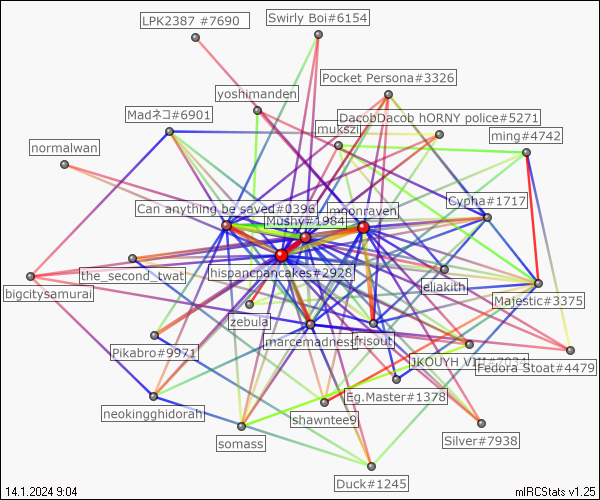 LPK2387 #7690
Swirly Boi#6154
Pocket Persona#3326
yoshimanden
Madネコ#6901
DacobDacob hORNY police#5271
mukszi
ming#4742
normalwan
Cypha#1717
Can anything be saved#0396
moonraven
Mushy#1984
hispancpancakes#2928
the_second_twat
eliakith
bigcitysamurai
Majestic#3375
zebula
marcemadness
frisout
Pikabro#9971
Fedora Stoat#4479
Eg.Master#1378
neokingghidorah
shawntee9
somass
Silver#7938
Duck#1245
14.1.2024 9:04
mIRCStats v1.25